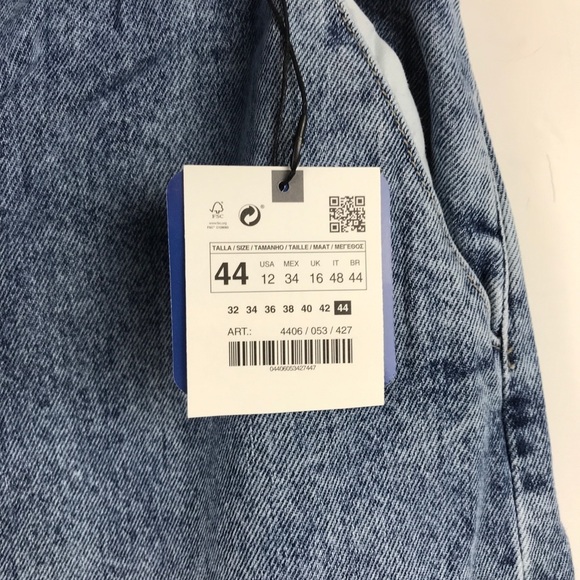 FSC
TALLA / SIZE / TAMANHO / TAILLE / MAAT / ΜΕΓΕΘΟΣ
44 USA 12 MEX 34 UK 16 IT 48 BR 44
32 34 36 38 40 42 44
ART.: 4406 / 053 / 427
04406053427447